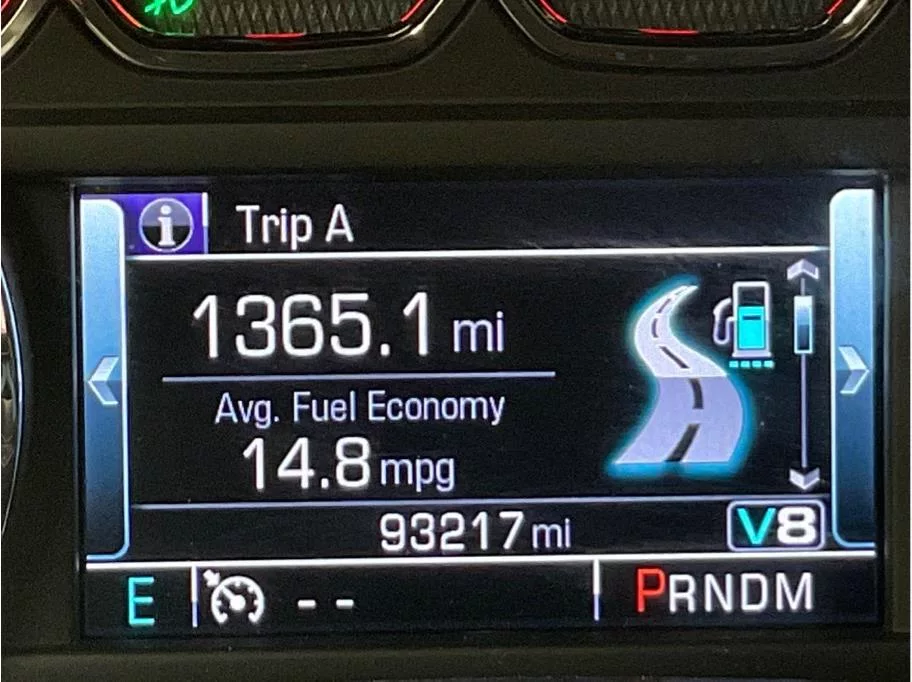 Trip A
1365.1 mi
Avg. Fuel Economy
14.8 mpg
93217 mi V8
E -- PRNDM